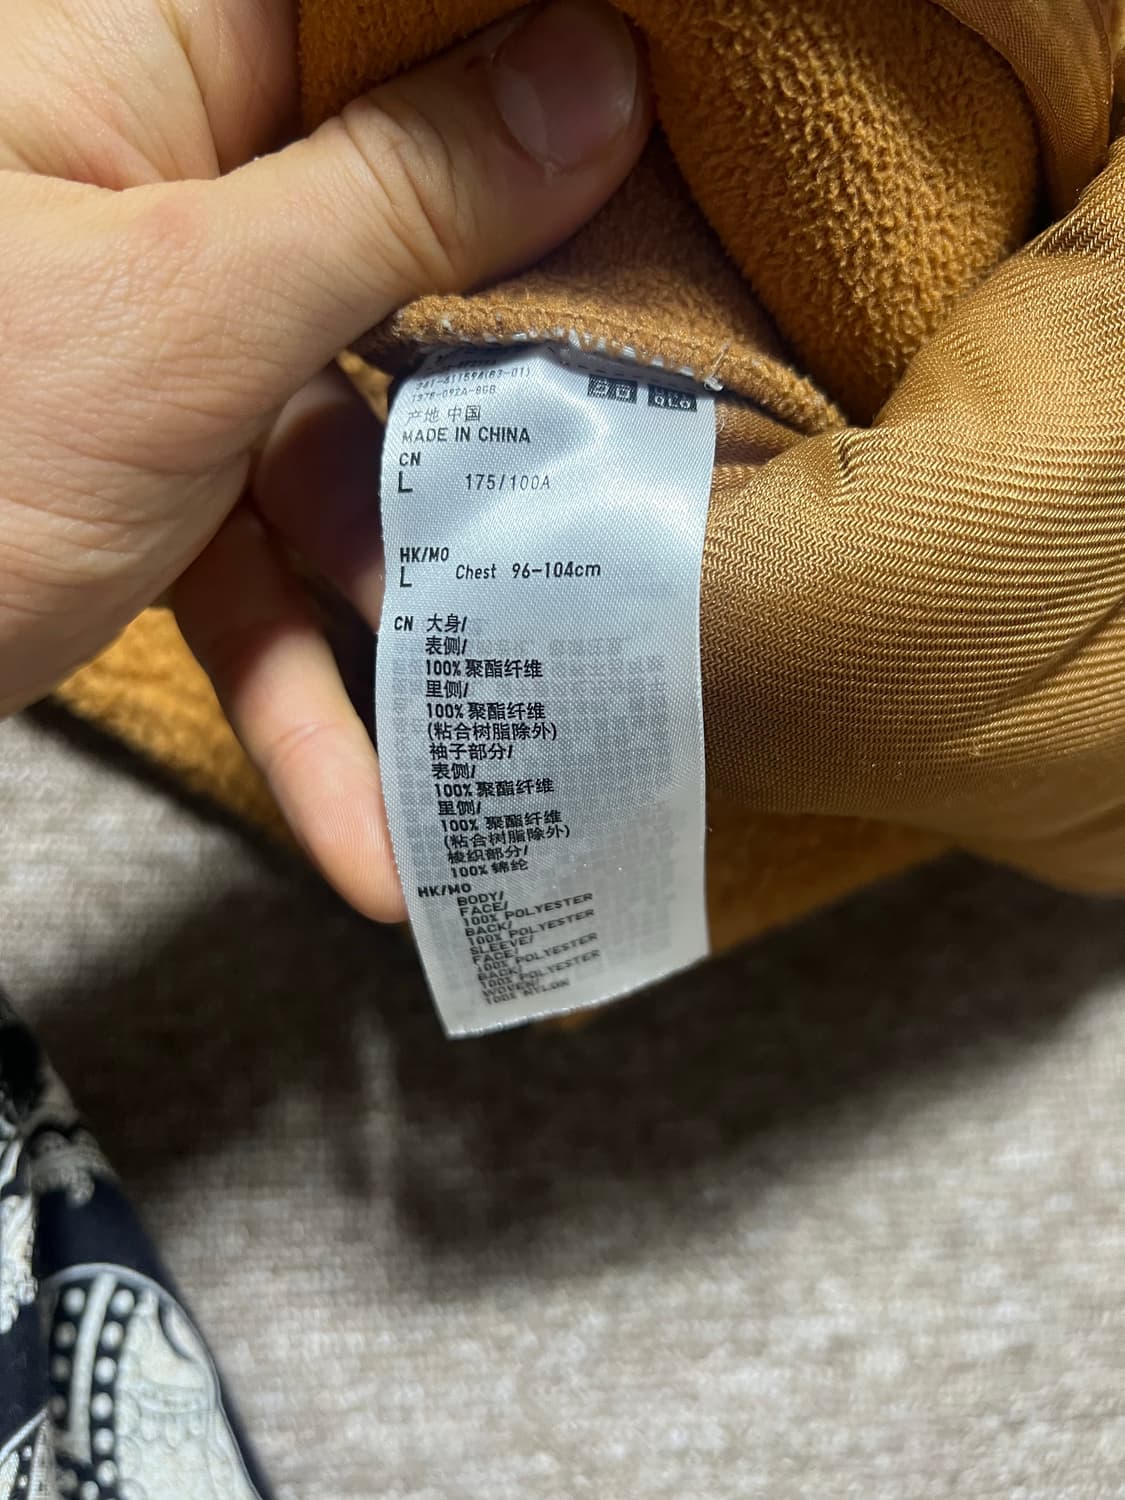 341-411594(83-01)
产地 中国
MADE IN CHINA
CN
L 175/100A
HK/MO
L Chest 96-104cm
CN 大身/
表侧/
100% 聚酯纤维
里侧/
100% 聚酯纤维
(粘合树脂除外)
袖子部分/
表侧/
100% 聚酯纤维
里侧/
100% 聚酯纤维
(粘合树脂除外)
梭织部分/
100% 锦纶
HK/MO
BODY/
FACE/
100% POLYESTER
BACK/
100% POLYESTER
SLEEVE/
FACE/
100% POLYESTER
BACK/
100% POLYESTER
WOVEN/
100% NYLON